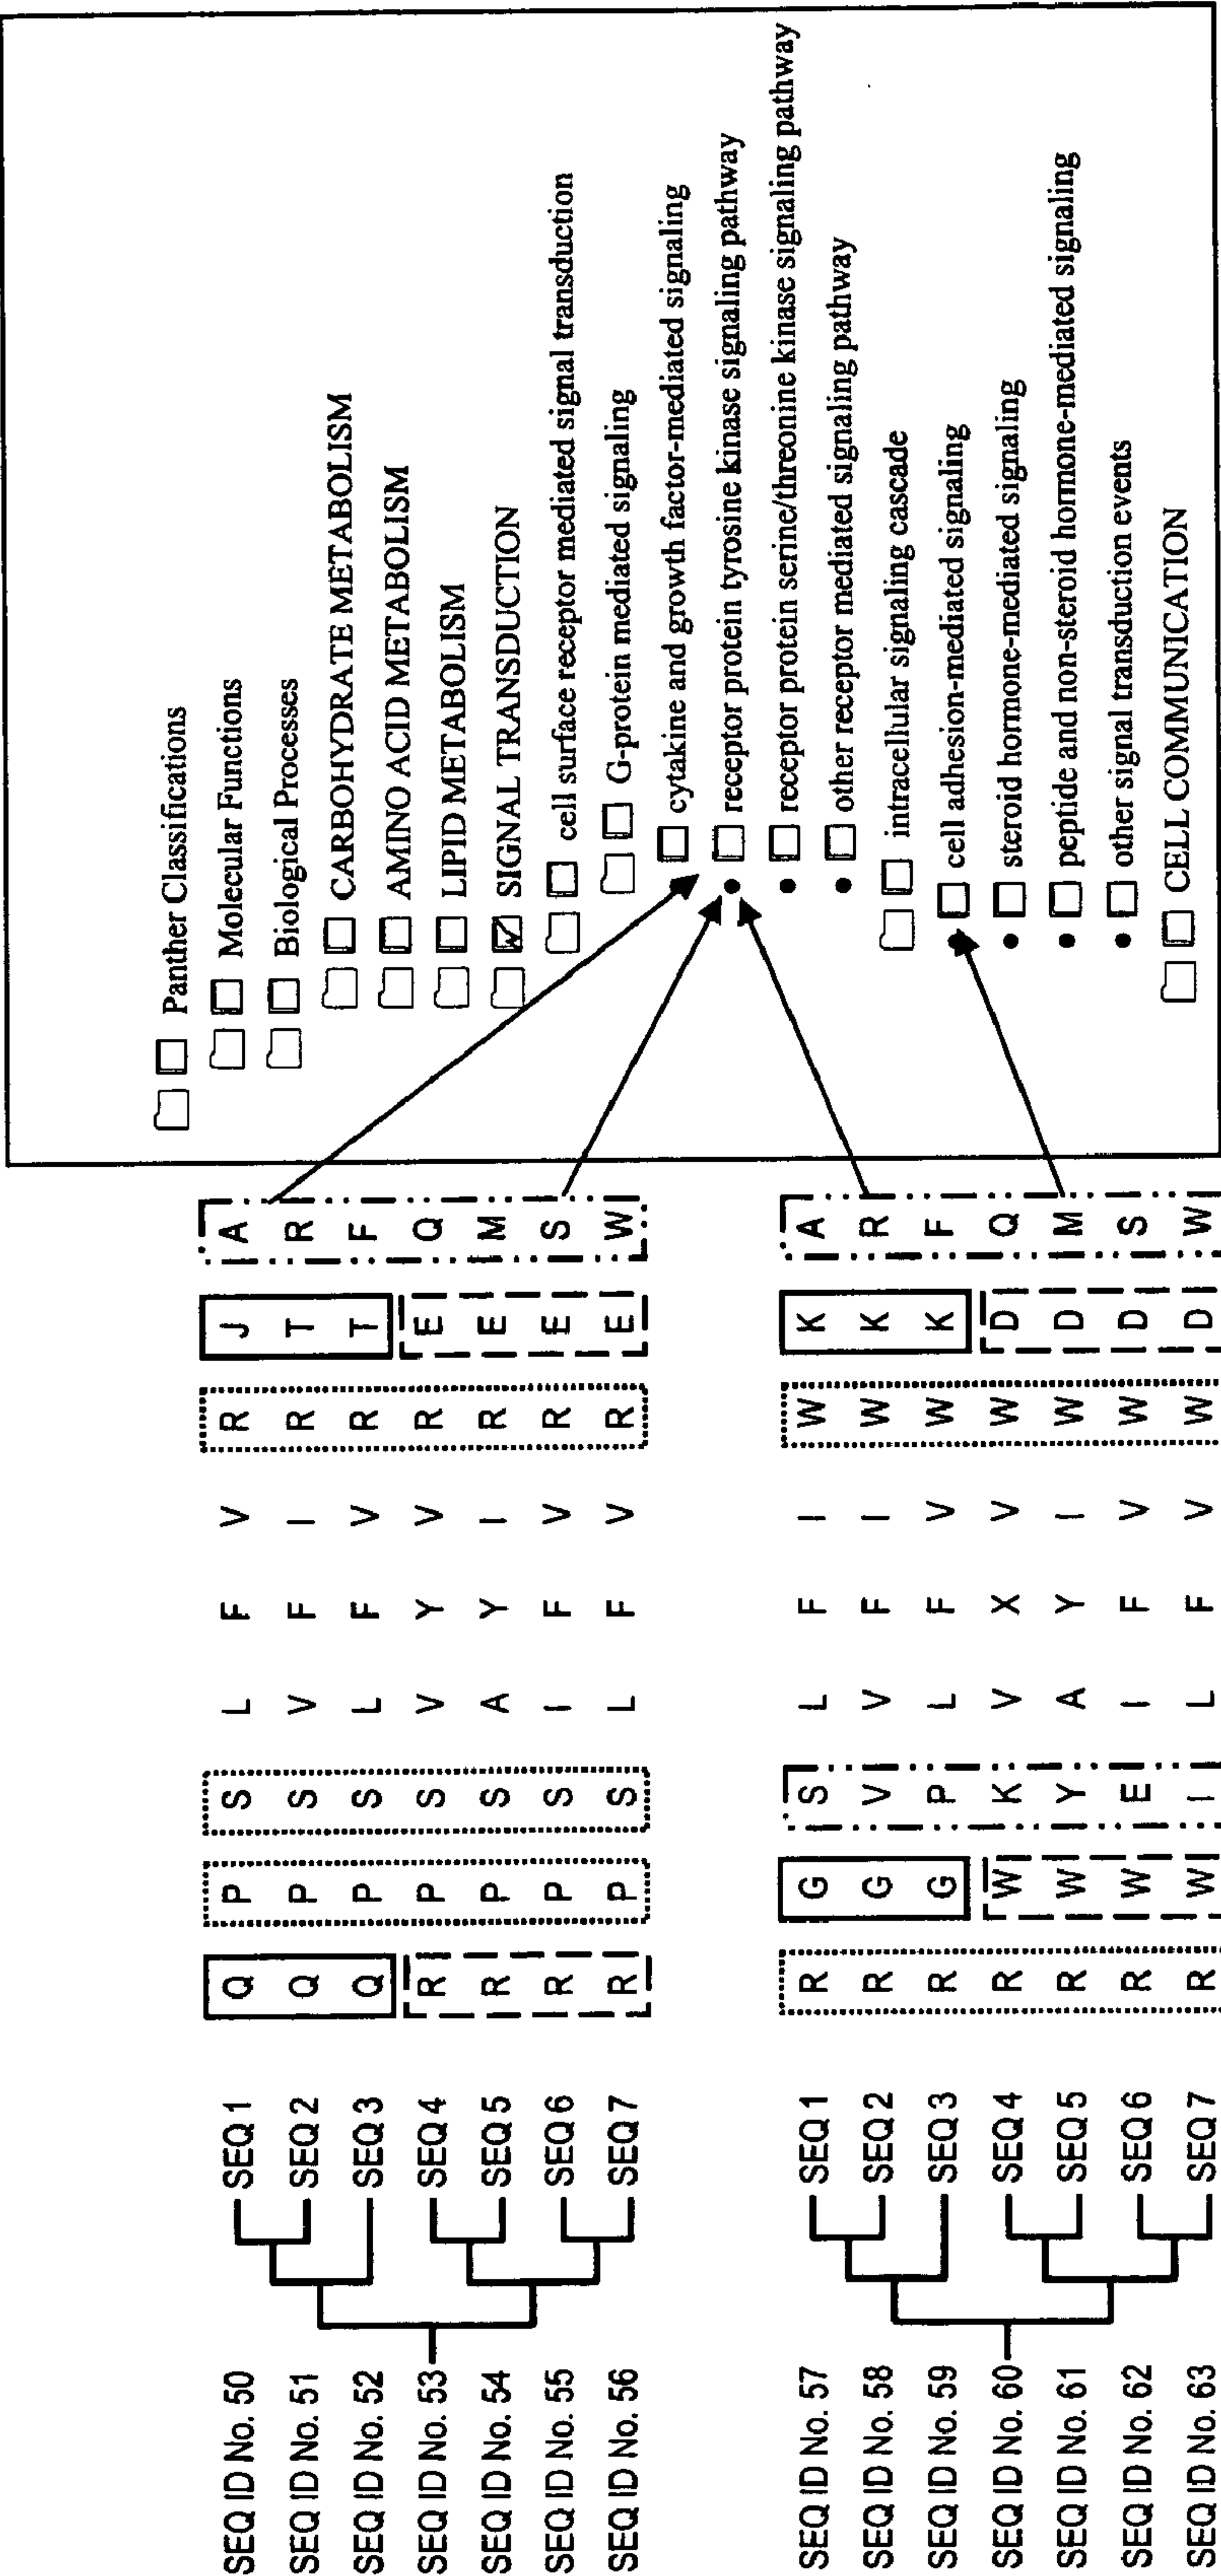 SEQ ID No. 50 SEQ 1 Q P S L F V R J A
SEQ ID No. 51 SEQ 2 Q P S V F I R T R
SEQ ID No. 52 SEQ 3 Q P S L F V R T F
SEQ ID No. 53 SEQ 4 R P S V Y V R E Q
SEQ ID No. 54 SEQ 5 R P S A Y I R E M
SEQ ID No. 55 SEQ 6 R P S I F V R E S
SEQ ID No. 56 SEQ 7 R P S L F V R E W
SEQ ID No. 57 SEQ 1 R G S L F I W K A
SEQ ID No. 58 SEQ 2 R G V V F I W K R
SEQ ID No. 59 SEQ 3 R G P L F V W K F
SEQ ID No. 60 SEQ 4 R W K V X V W D Q
SEQ ID No. 61 SEQ 5 R W Y A Y I W D M
SEQ ID No. 62 SEQ 6 R W E I F V W D S
SEQ ID No. 63 SEQ 7 R W I L F V W D W
Panther Classifications
Molecular Functions
Biological Processes
CARBOHYDRATE METABOLISM
AMINO ACID METABOLISM
LIPID METABOLISM
SIGNAL TRANSDUCTION
cell surface receptor mediated signal transduction
G-protein mediated signaling
cytakine and growth factor-mediated signaling
receptor protein tyrosine kinase signaling pathway
receptor protein serine/threonine kinase signaling pathway
other receptor mediated signaling pathway
intracellular signaling cascade
cell adhesion-mediated signaling
steroid hormone-mediated signaling
peptide and non-steroid hormone-mediated signaling
other signal transduction events
CELL COMMUNICATION